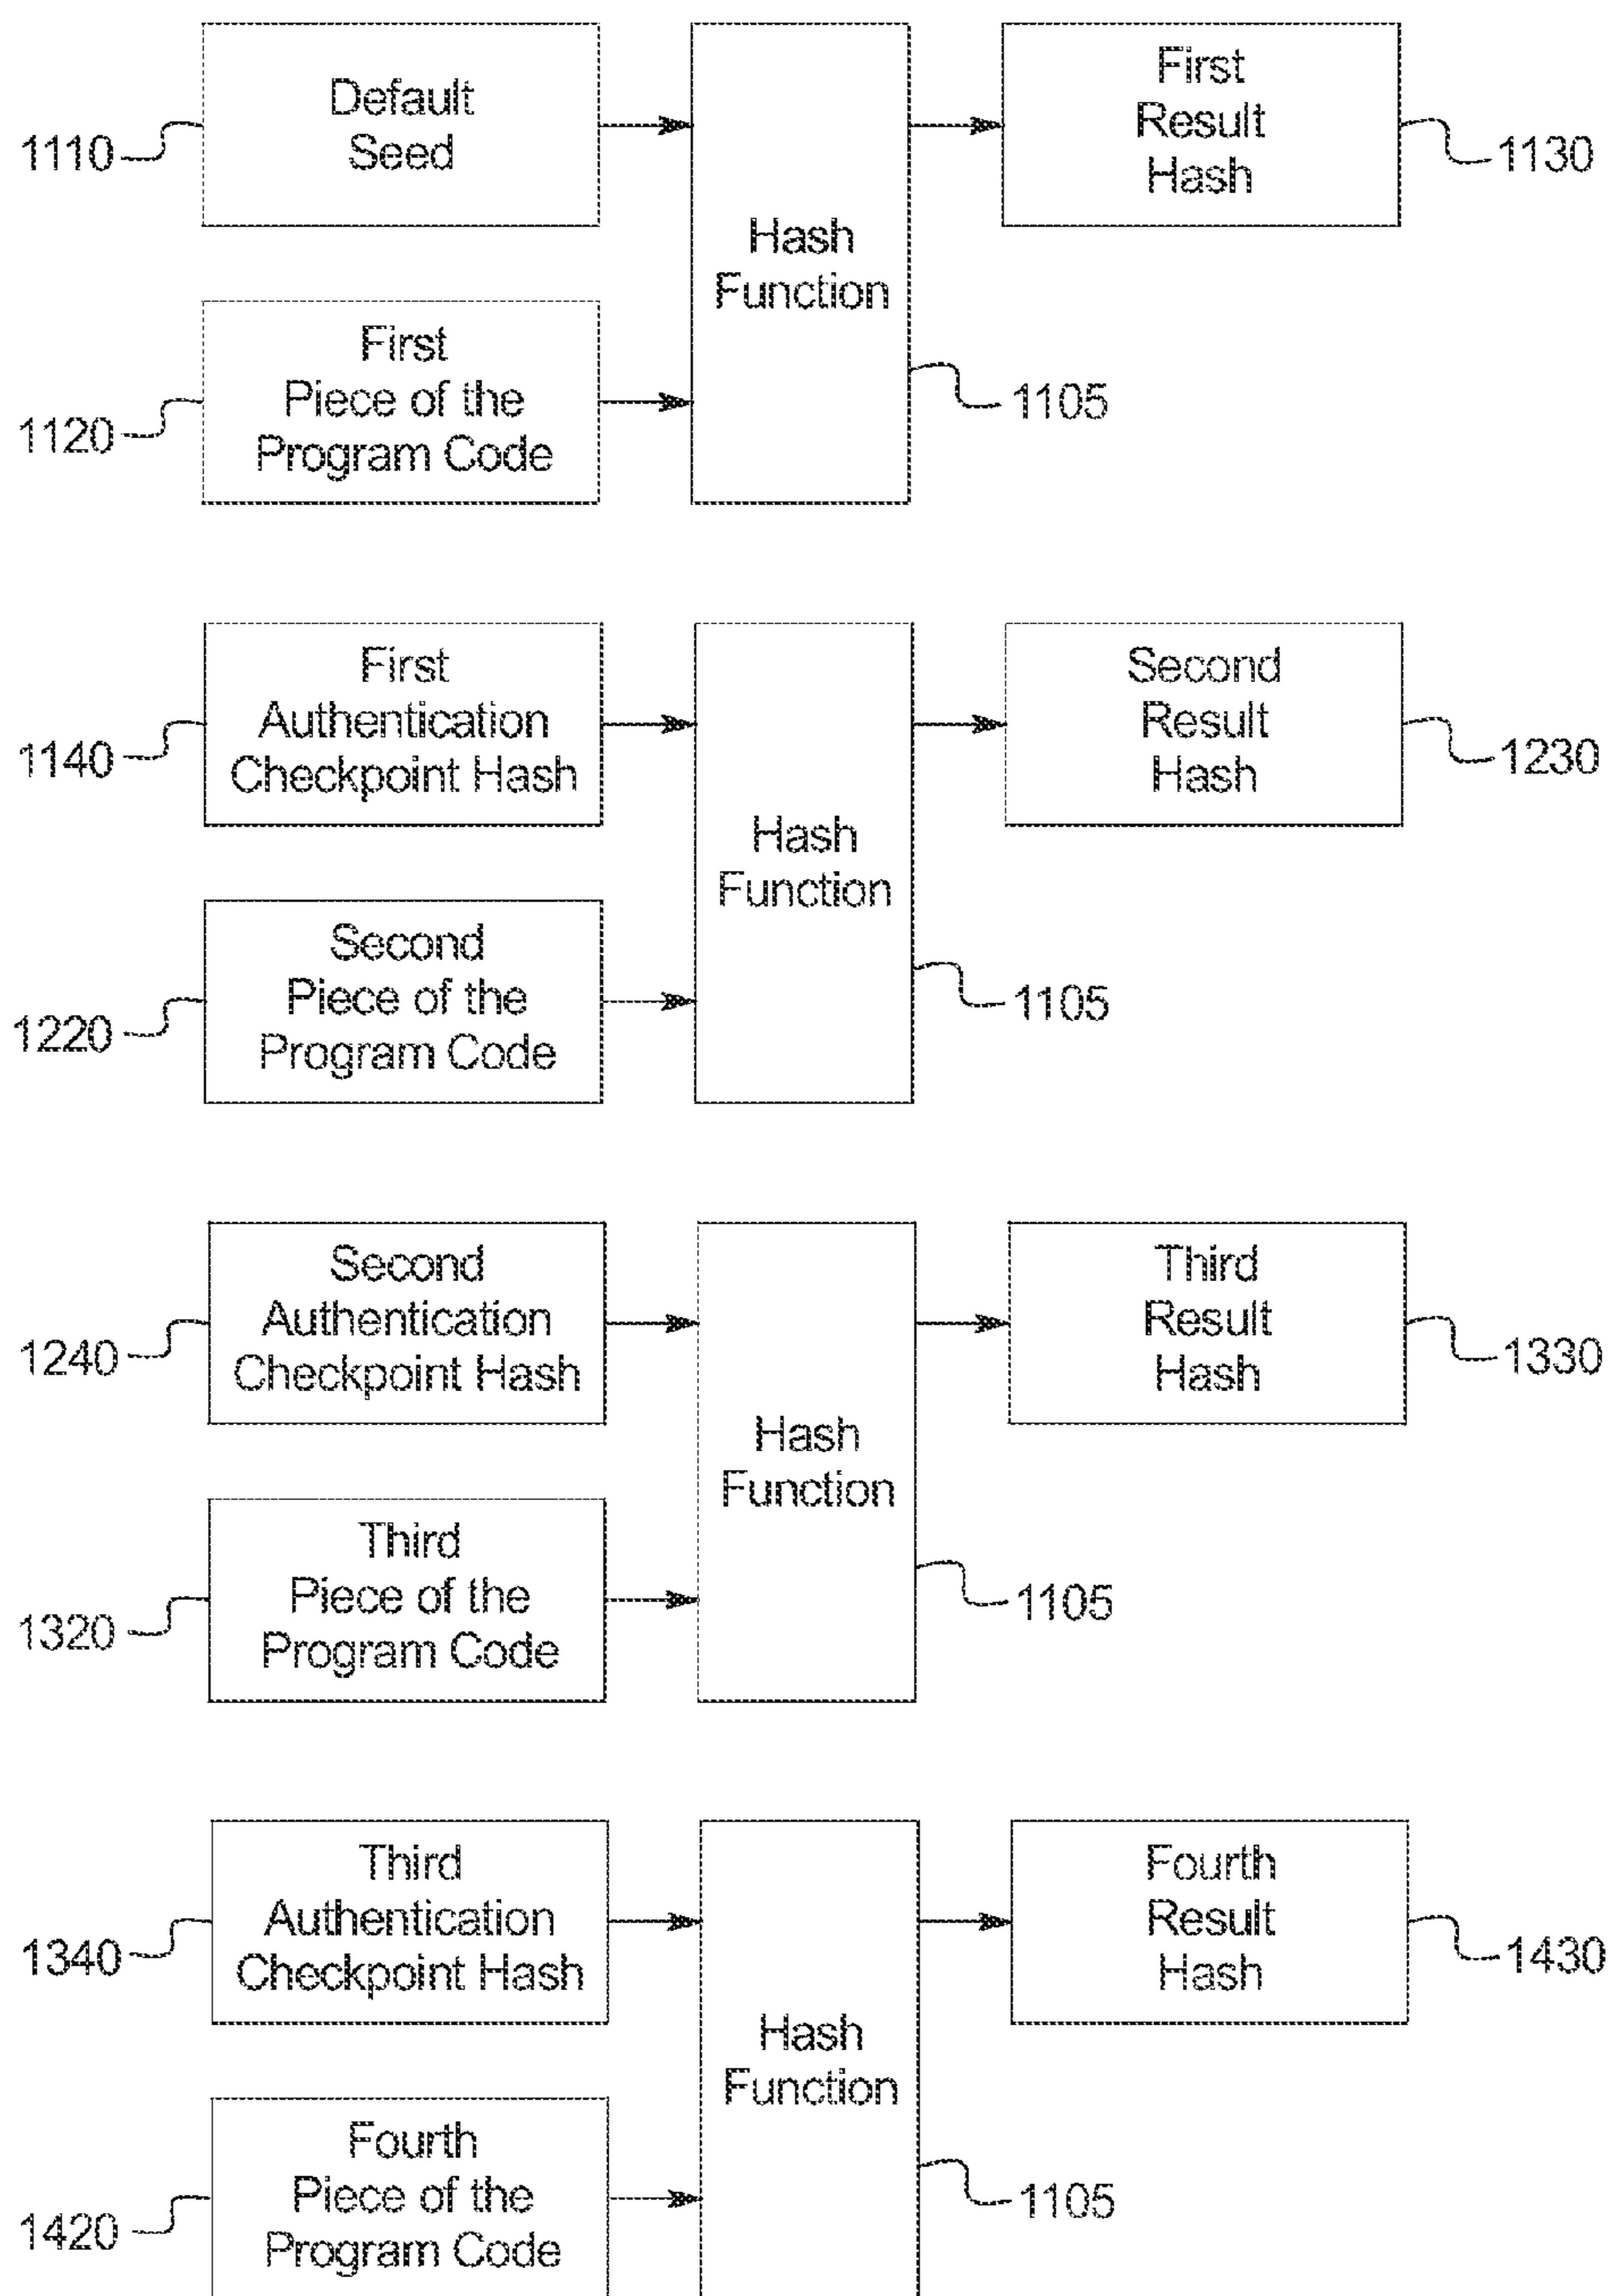 Default
Seed
1110
First
Piece of the
Program Code
1120
Hash
Function
1105
First
Result
Hash
1130
First
Authentication
Checkpoint Hash
1140
Second
Piece of the
Program Code
1220
Hash
Function
1105
Second
Result
Hash
1230
Second
Authentication
Checkpoint Hash
1240
Third
Piece of the
Program Code
1320
Hash
Function
1105
Third
Result
Hash
1330
Third
Authentication
Checkpoint Hash
1340
Fourth
Piece of the
Program Code
1420
Hash
Function
1105
Fourth
Result
Hash
1430